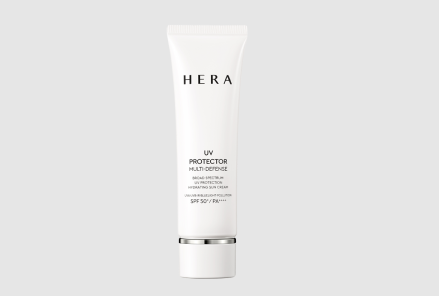 HERA
UV
PROTECTOR
MULTI-DEFENSE
BROAD SPECTRUM
UV PROTECTION
HYDRATING SUN CREAM
SPF 50+ / PA++++